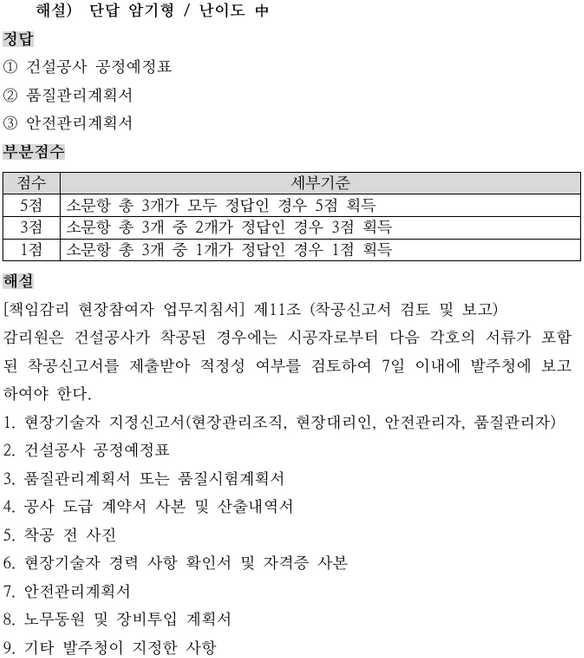 해설) 단답 암기형 / 난이도 中
정답
① 건설공사 공정예정표
② 품질관리계획서
③ 안전관리계획서
부분점수
점수 세부기준
5점 소문항 총 3개가 모두 정답인 경우 5점 획득
3점 소문항 총 3개 중 2개가 정답인 경우 3점 획득
1점 소문항 총 3개 중 1개가 정답인 경우 1점 획득
해설
[책임감리 현장참여자 업무지침서] 제11조 (착공신고서 검토 및 보고)
감리원은 건설공사가 착공된 경우에는 시공자로부터 다음 각호의 서류가 포함
된 착공신고서를 제출받아 적정성 여부를 검토하여 7일 이내에 발주청에 보고
하여야 한다.
1. 현장기술자 지정신고서(현장관리조직, 현장대리인, 안전관리자, 품질관리자)
2. 건설공사 공정예정표
3. 품질관리계획서 또는 품질시험계획서
4. 공사 도급 계약서 사본 및 산출내역서
5. 착공 전 사진
6. 현장기술자 경력 사항 확인서 및 자격증 사본
7. 안전관리계획서
8. 노무동원 및 장비투입 계획서
9. 기타 발주청이 지정한 사항